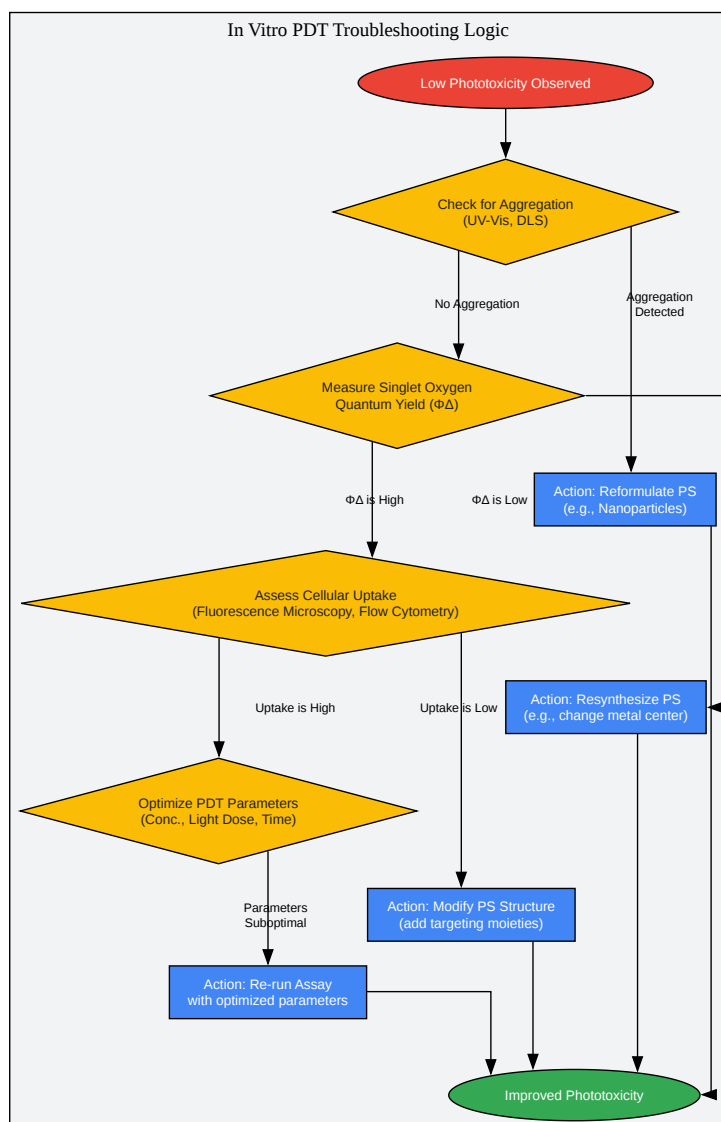 In Vitro PDT Troubleshooting Logic
Low Phototoxicity Observed
Check for Aggregation
(UV-Vis, DLS)
No Aggregation
Aggregation
Detected
Measure Singlet Oxygen
Quantum Yield (ΦΔ)
ΦΔ is High
ΦΔ is Low
Action: Reformulate PS
(e.g., Nanoparticles)
Assess Cellular Uptake
(Fluorescence Microscopy, Flow Cytometry)
Uptake is High
Uptake is Low
Action: Resynthesize PS
(e.g., change metal center)
Optimize PDT Parameters
(Conc., Light Dose, Time)
Parameters
Suboptimal
Action: Modify PS Structure
(add targeting moieties)
Action: Re-run Assay
with optimized parameters
Improved Phototoxicity